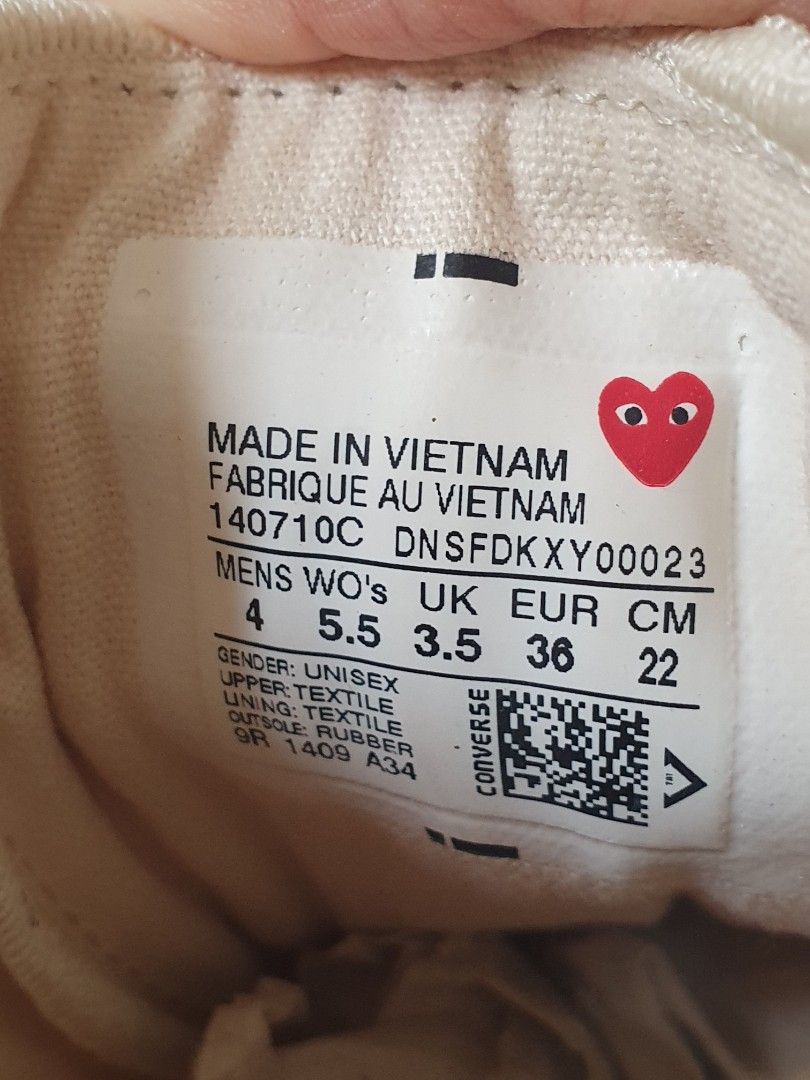 MADE IN VIETNAM
FABRIQUE AU VIETNAM
140710C DNSFDKXY00023
MENS WO's UK EUR CM
4 5.5 3.5 36 22
GENDER: UNISEX
UPPER: TEXTILE
LINING: TEXTILE
OUTSOLE: RUBBER
9R 1409 A34
CONVERSE